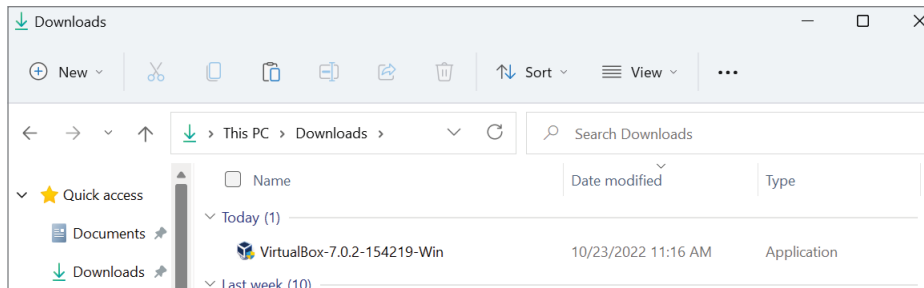 Downloads
New Sort View
This PC Downloads Search Downloads
Name Date modified Type
Quick access
Today (1)
Documents
VirtualBox-7.0.2-154219-Win 10/23/2022 11:16 AM Application
Downloads
Last week (10)